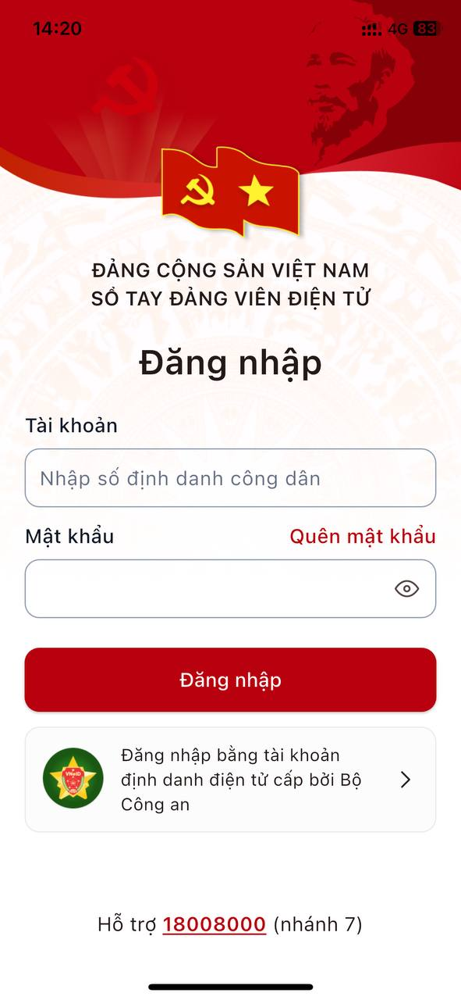 14:20
4G 83
ĐẢNG CỘNG SẢN VIỆT NAM
SỔ TAY ĐẢNG VIÊN ĐIỆN TỬ
Đăng nhập
Tài khoản
Nhập số định danh công dân
Mật khẩu Quên mật khẩu
Đăng nhập
VNeID
Đăng nhập bằng tài khoản
định danh điện tử cấp bởi Bộ
Công an
Hỗ trợ 18008000 (nhánh 7)